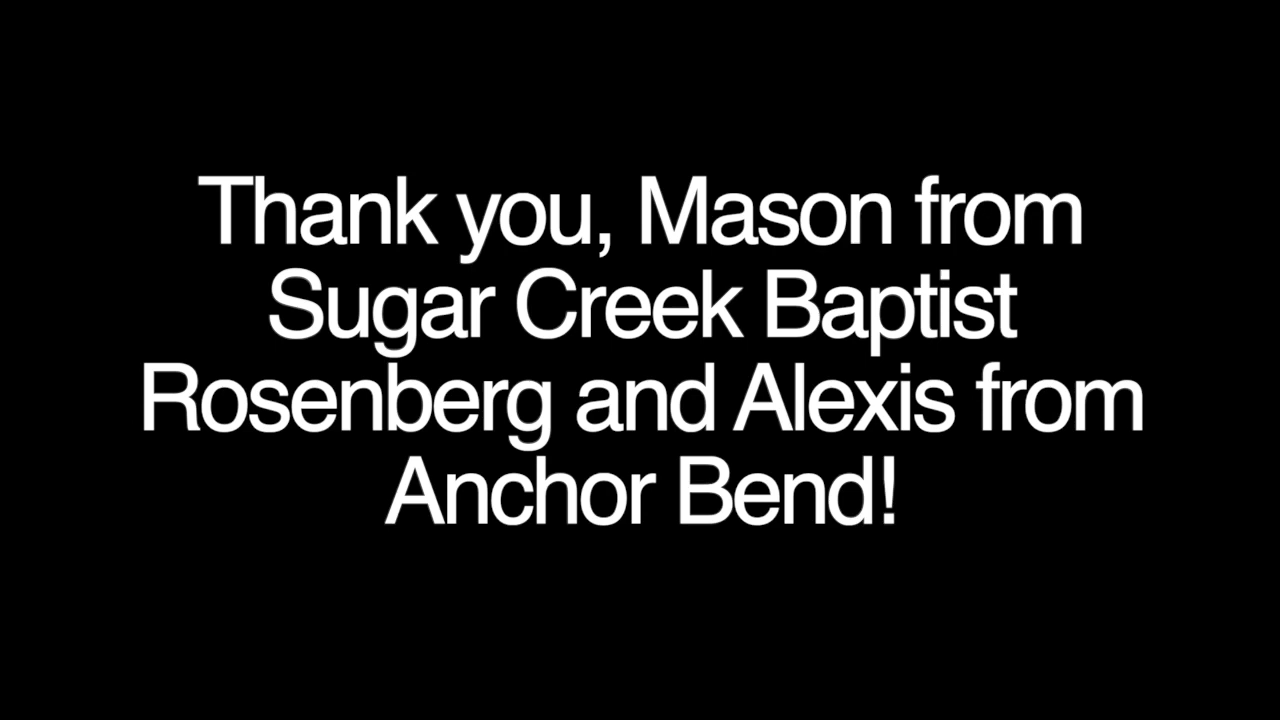 Thank you, Mason from
Sugar Creek Baptist
Rosenberg and Alexis from
Anchor Bend!